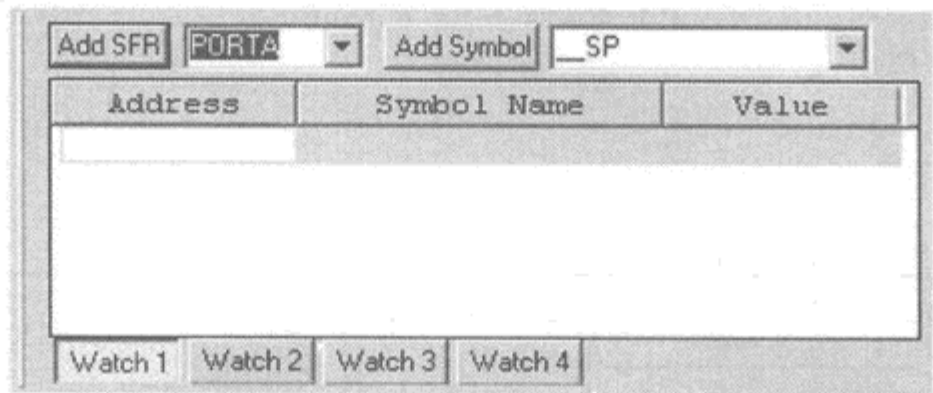 Add SFR PORTA Add Symbol __SP
Address Symbol Name Value
Watch 1 Watch 2 Watch 3 Watch 4